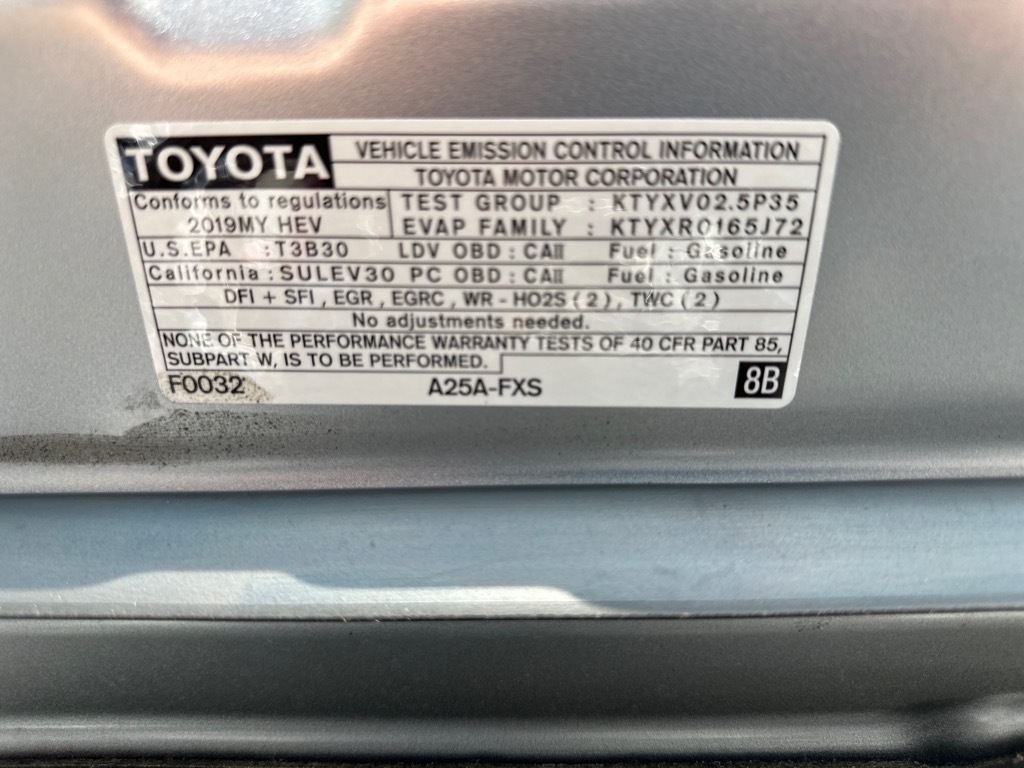 TOYOTA
VEHICLE EMISSION CONTROL INFORMATION
TOYOTA MOTOR CORPORATION
Conforms to regulations
2019MY HEV
TEST GROUP : KTYXV02.5P35
EVAP FAMILY : KTYXR0165J72
U.S.EPA : T3B30 LDV OBD : CAII Fuel : Gasoline
California : SULEV30 PC OBD : CAII Fuel : Gasoline
DFI + SFI , EGR , EGRC , WR - HO2S ( 2 ) , TWC ( 2 )
No adjustments needed.
NONE OF THE PERFORMANCE WARRANTY TESTS OF 40 CFR PART 85,
SUBPART W, IS TO BE PERFORMED.
F0032 A25A-FXS 8B